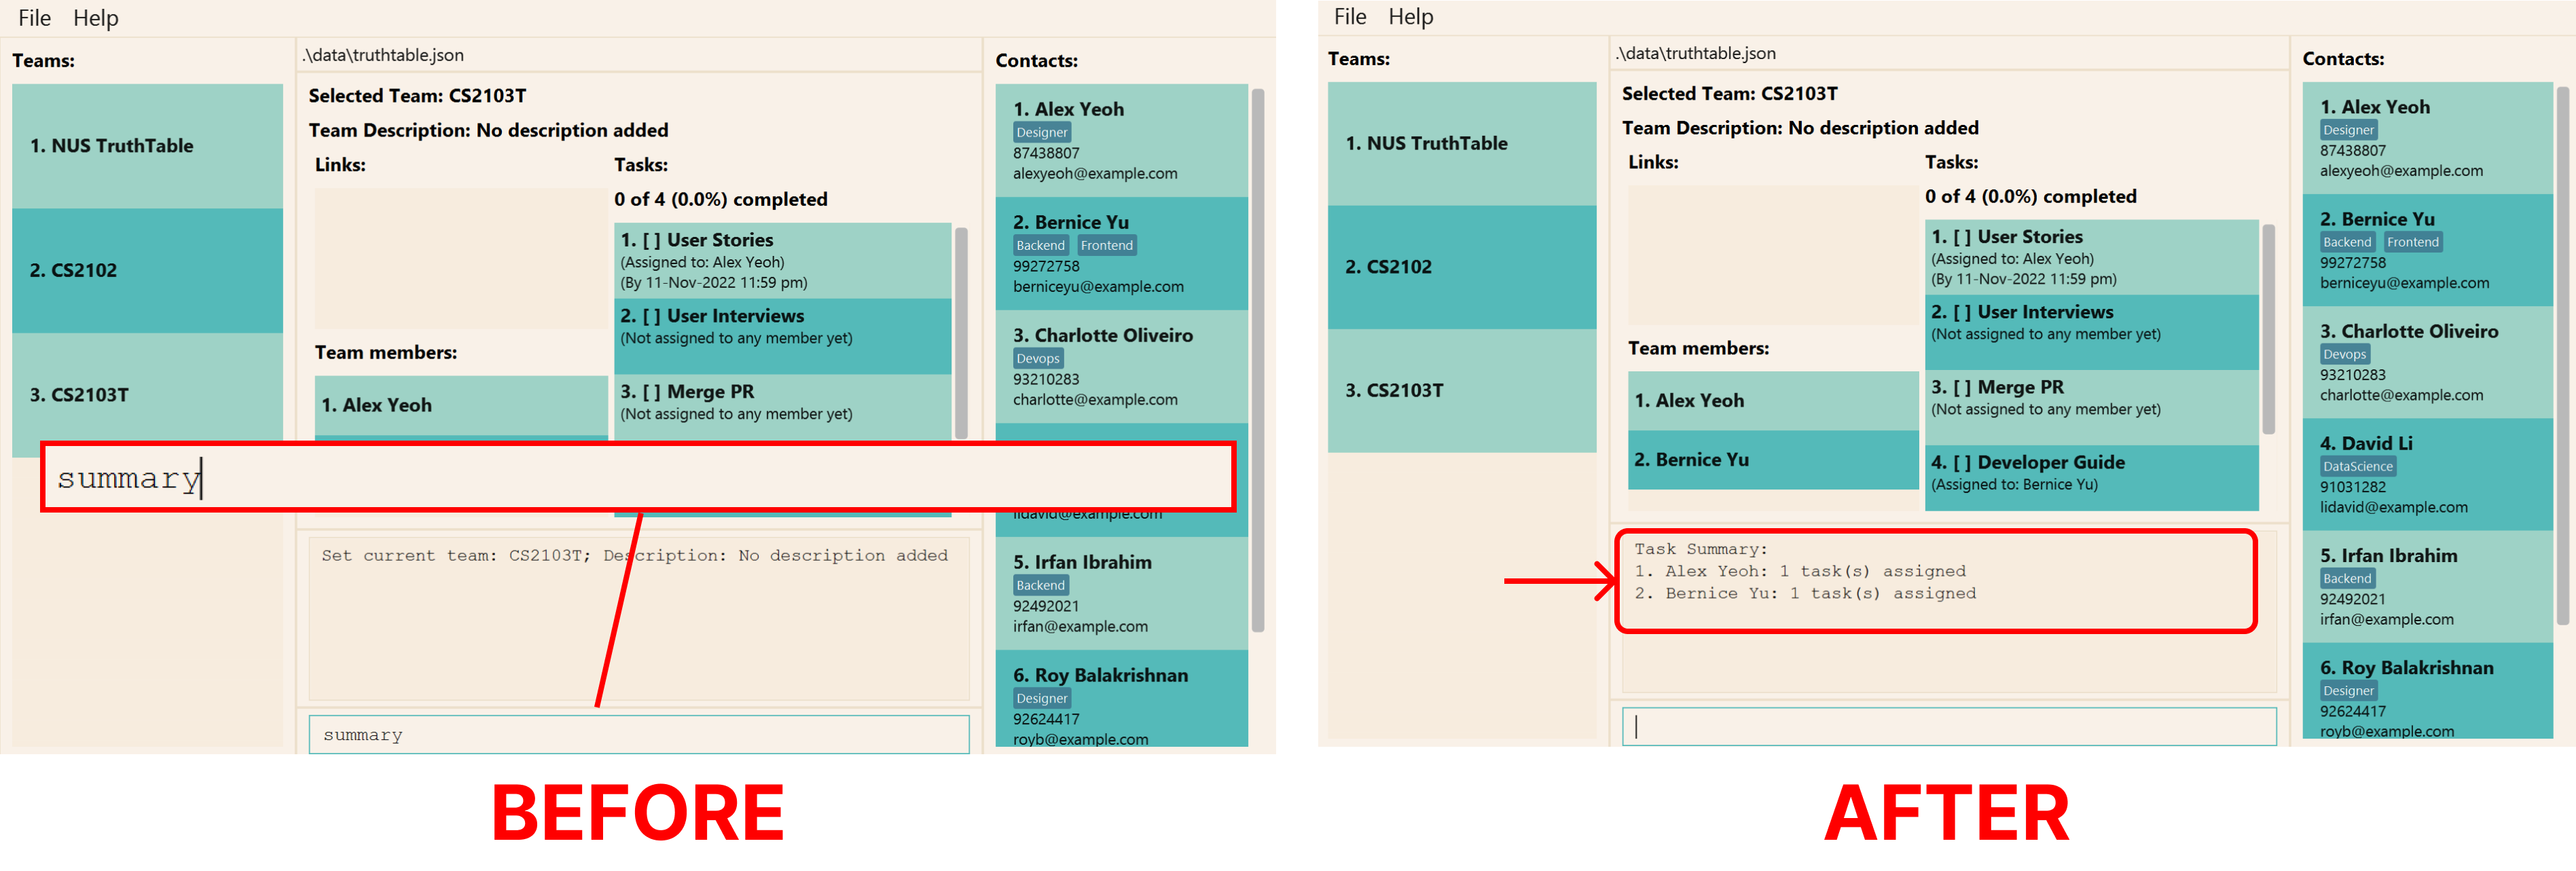 File Help
Teams:
1. NUS TruthTable
2. CS2102
3. CS2103T
.\data\truthtable.json
Selected Team: CS2103T
Team Description: No description added
Links:
Team members:
1. Alex Yeoh
Tasks:
0 of 4 (0.0%) completed
1. [ ] User Stories
(Assigned to: Alex Yeoh)
(By 11-Nov-2022 11:59 pm)
2. [ ] User Interviews
(Not assigned to any member yet)
3. [ ] Merge PR
(Not assigned to any member yet)
summary
Set current team: CS2103T; Description: No description added
summary
Contacts:
1. Alex Yeoh
Designer
87438807
alexyeoh@example.com
2. Bernice Yu
Backend Frontend
99272758
berniceyu@example.com
3. Charlotte Oliveiro
Devops
93210283
charlotte@example.com
lidavid@example.com
5. Irfan Ibrahim
Backend
92492021
irfan@example.com
6. Roy Balakrishnan
Designer
92624417
royb@example.com
BEFORE
File Help
Teams:
1. NUS TruthTable
2. CS2102
3. CS2103T
.\data\truthtable.json
Selected Team: CS2103T
Team Description: No description added
Links:
Team members:
1. Alex Yeoh
2. Bernice Yu
Tasks:
0 of 4 (0.0%) completed
1. [ ] User Stories
(Assigned to: Alex Yeoh)
(By 11-Nov-2022 11:59 pm)
2. [ ] User Interviews
(Not assigned to any member yet)
3. [ ] Merge PR
(Not assigned to any member yet)
4. [ ] Developer Guide
(Assigned to: Bernice Yu)
Task Summary:
1. Alex Yeoh: 1 task(s) assigned
2. Bernice Yu: 1 task(s) assigned
Contacts:
1. Alex Yeoh
Designer
87438807
alexyeoh@example.com
2. Bernice Yu
Backend Frontend
99272758
berniceyu@example.com
3. Charlotte Oliveiro
Devops
93210283
charlotte@example.com
4. David Li
DataScience
91031282
lidavid@example.com
5. Irfan Ibrahim
Backend
92492021
irfan@example.com
6. Roy Balakrishnan
Designer
92624417
royb@example.com
AFTER